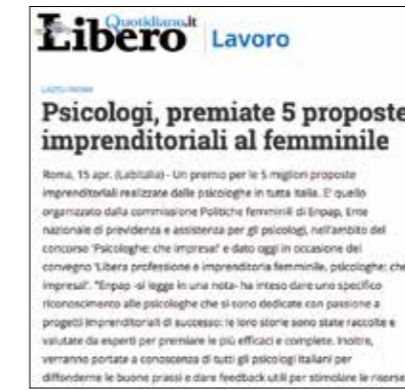 Libero Quotidiano.it Lavoro
LAZIO/ROMA
Psicologi, premiate 5 proposte
imprenditoriali al femminile
Roma, 15 apr. (Labitalia) - Un premio per le 5 migliori proposte
imprenditoriali realizzate dalle psicologhe in tutta Italia. E' quello
organizzato dalla commissione Politiche femminili di Enpap, Ente
nazionale di previdenza e assistenza per gli psicologi, nell'ambito del
concorso 'Psicologhe: che impresa!' e dato oggi in occasione del
convegno 'Libera professione e imprenditoria femminile, psicologhe: che
impresa!'. "Enpap -si legge in una nota- ha inteso dare uno specifico
riconoscimento alle psicologhe che si sono dedicate con passione a
progetti imprenditoriali di successo: le loro storie sono state raccolte e
valutate da esperti per premiare le più efficaci e complete. Inoltre,
verranno portate a conoscenza di tutti gli psicologi italiani per
diffonderne le buone prassi e dare feedback utili per stimolare le risorse